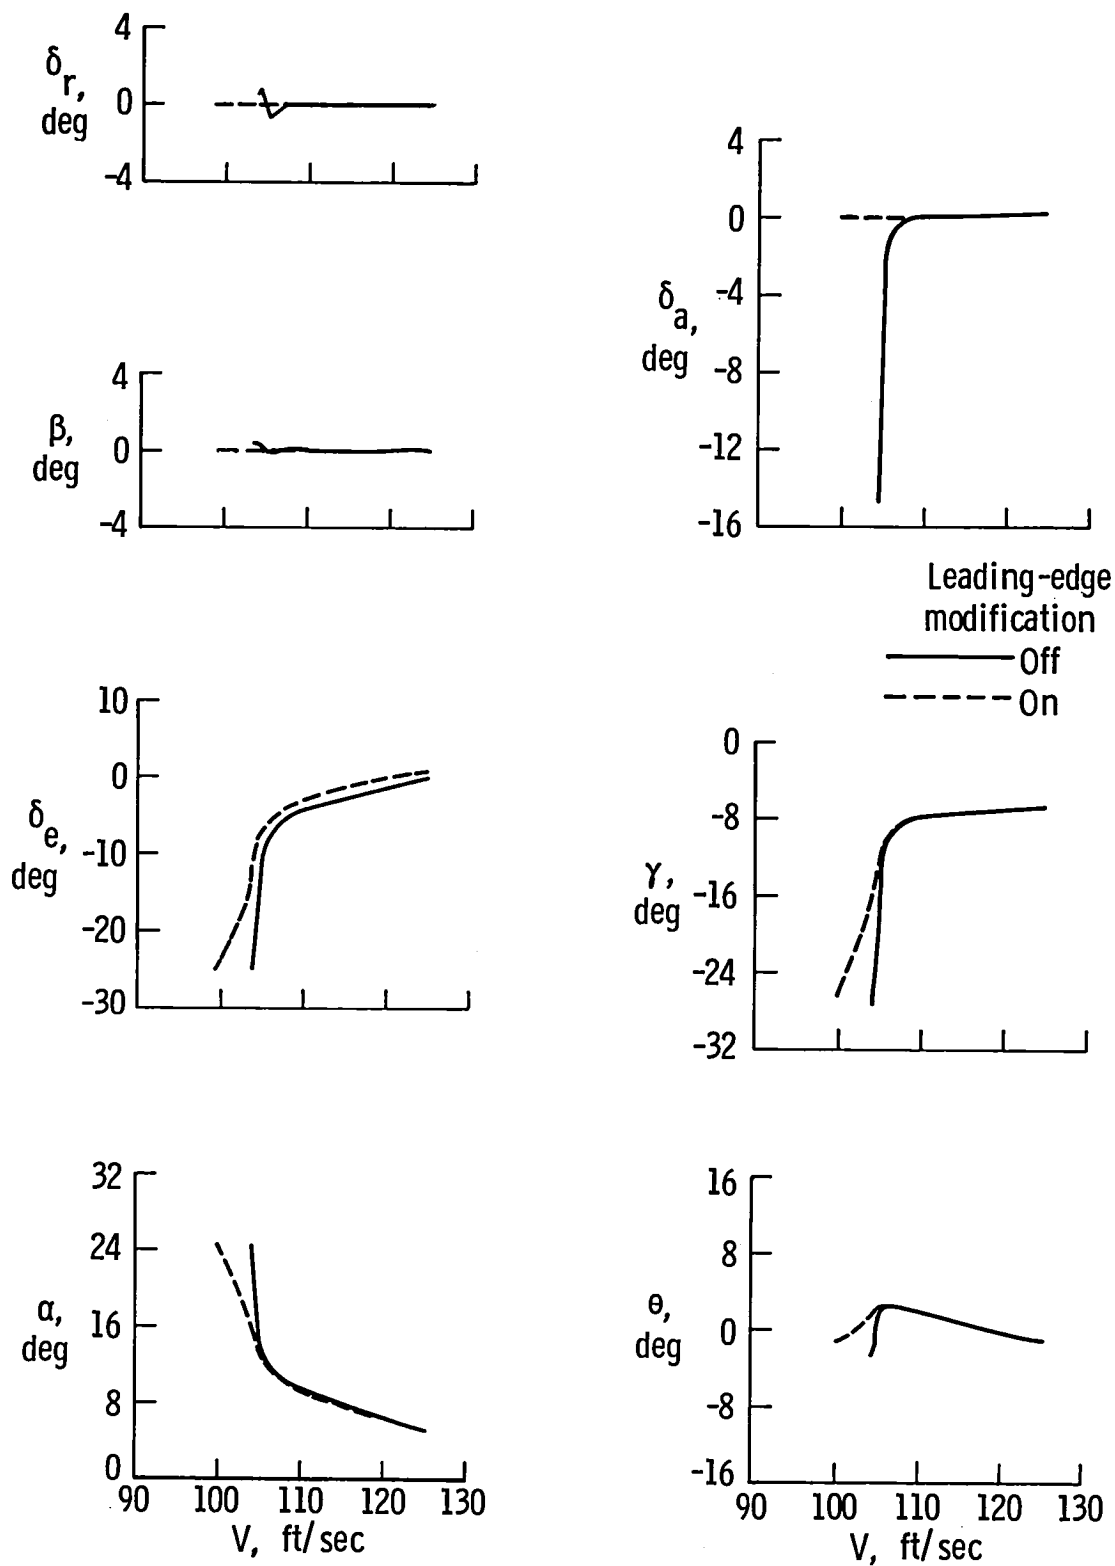 4
δr,
deg
0
-4
4
β,
deg
0
-4
10
0
δe,
deg
-10
-20
-30
32
24
α,
deg
16
8
0
90 100 110 120 130
V, ft/sec
4
0
-4
δa,
deg
-8
-12
-16
Leading-edge
modification
Off
On
0
-8
γ,
deg
-16
-24
-32
16
8
θ,
deg
0
-8
-16
90 100 110 120 130
V, ft/sec